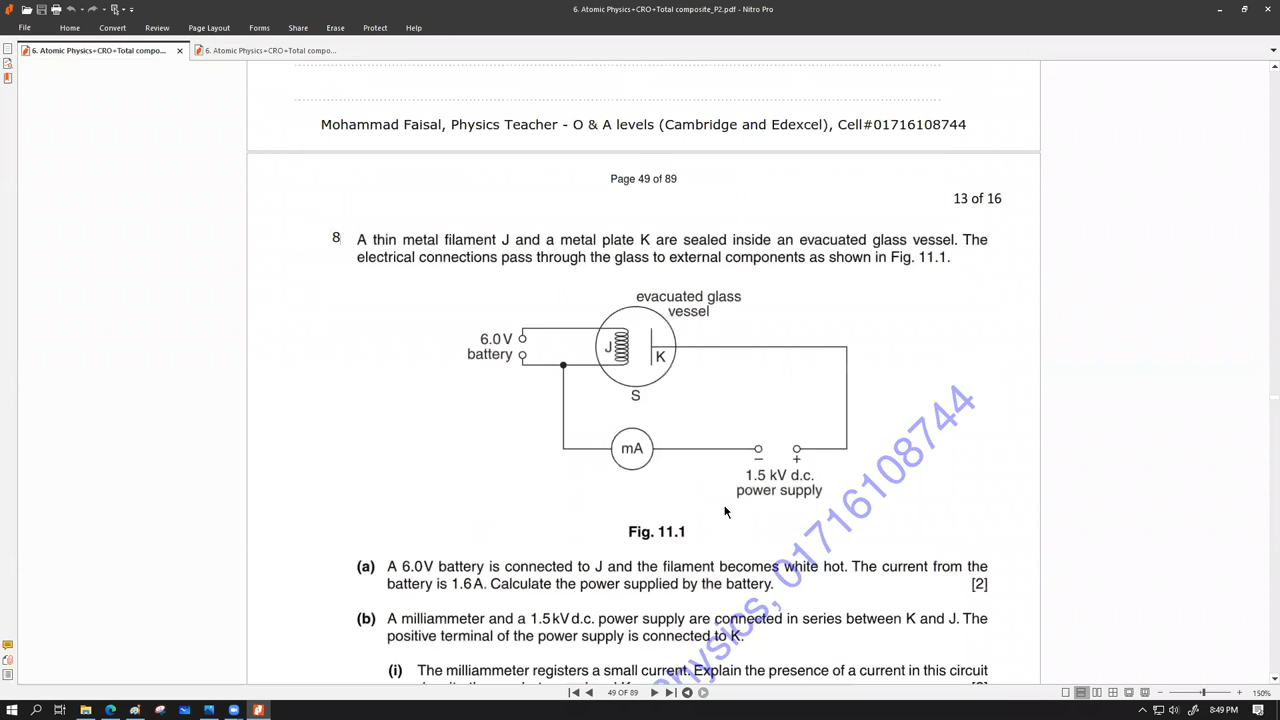 6. Atomic Physics+CRO+Total composite_P2.pdf - Nitro Pro
File Home Convert Review Page Layout Forms Share Erase Protect Help
6. Atomic Physics+CRO+Total compo... × 6. Atomic Physics+CRO+Total compo...
Mohammad Faisal, Physics Teacher - O & A levels (Cambridge and Edexcel), Cell#01716108744
Page 49 of 89
13 of 16
8 A thin metal filament J and a metal plate K are sealed inside an evacuated glass vessel. The
electrical connections pass through the glass to external components as shown in Fig. 11.1.
evacuated glass
vessel
6.0 V
battery
J
K
S
mA
– +
1.5 kV d.c.
power supply
Fig. 11.1
(a) A 6.0 V battery is connected to J and the filament becomes white hot. The current from the
battery is 1.6 A. Calculate the power supplied by the battery. [2]
(b) A milliammeter and a 1.5 kV d.c. power supply are connected in series between K and J. The
positive terminal of the power supply is connected to K.
(i) The milliammeter registers a small current. Explain the presence of a current in this circuit
physics, 01716108744
49 OF 89
150%
8:49 PM